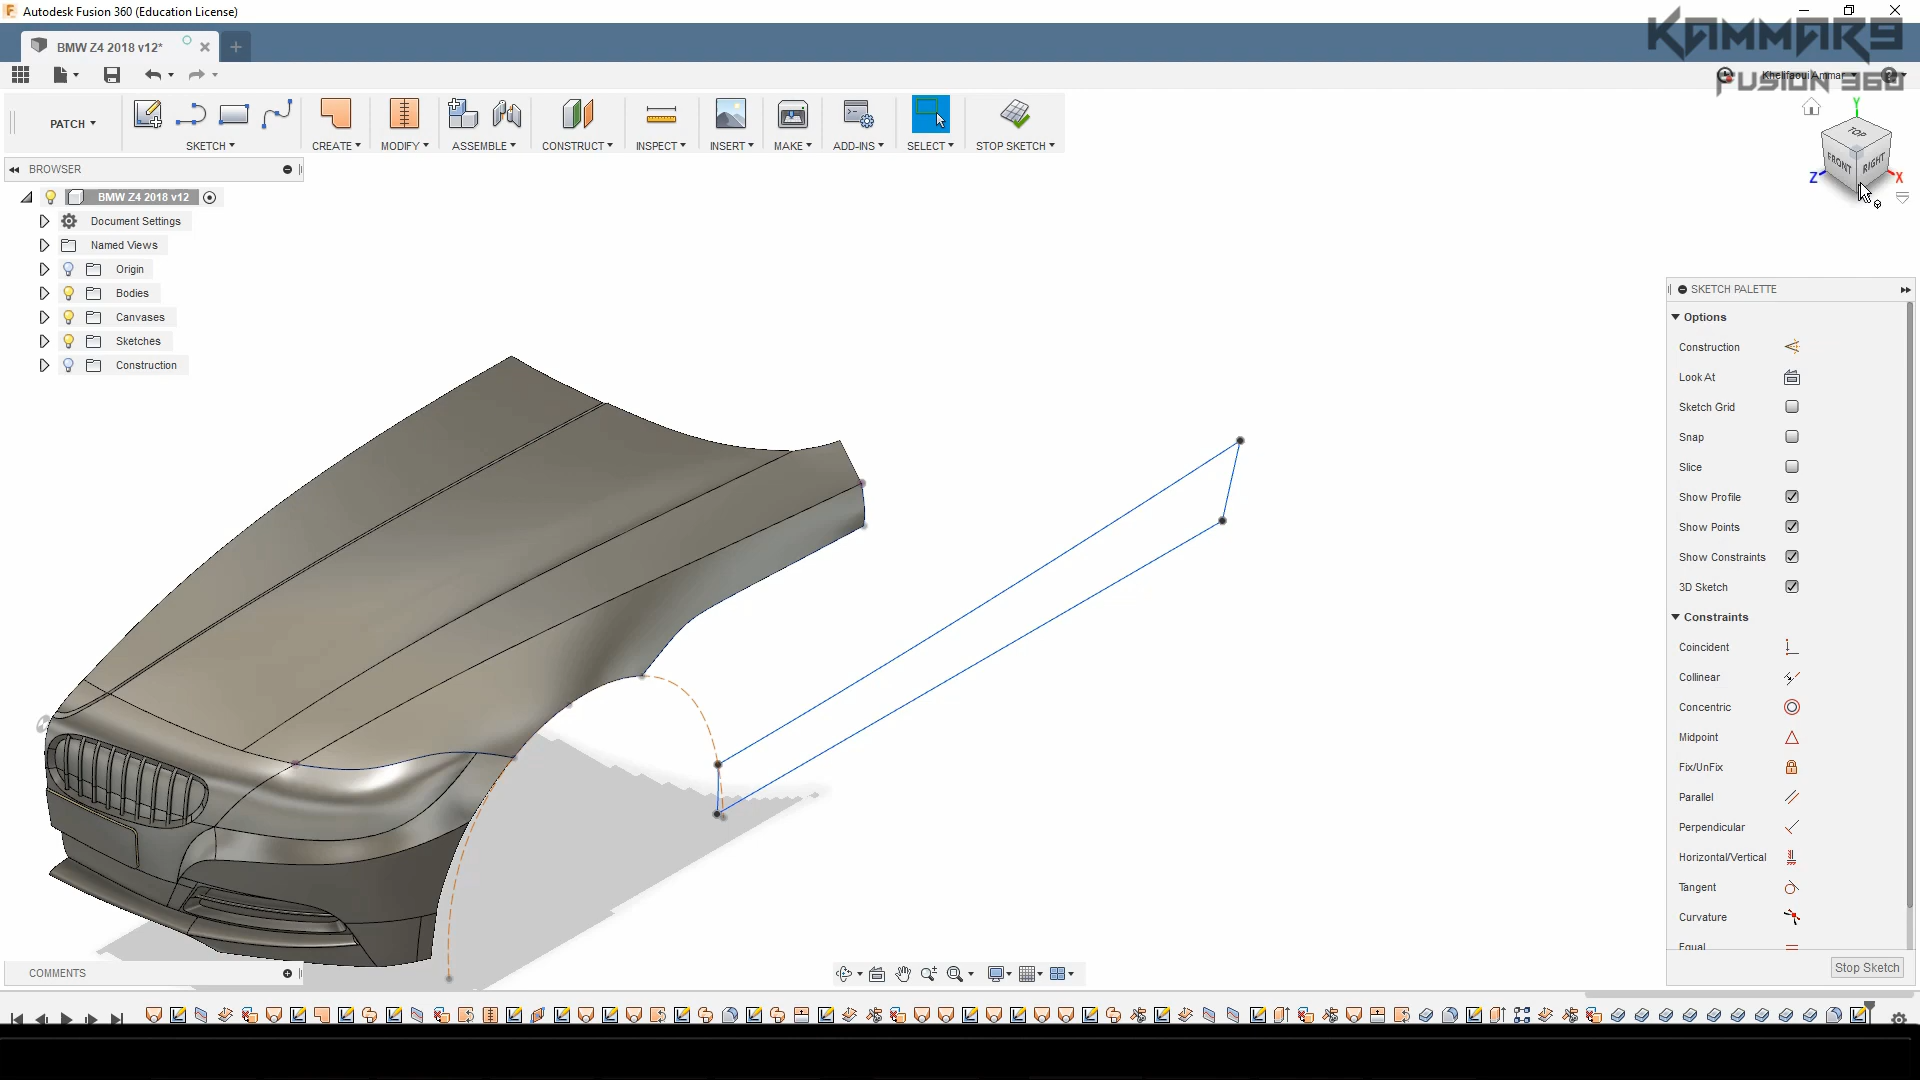 Autodesk Fusion 360 (Education License)
KAMMAR9
BMW Z4 2018 v12*
Khelifaoui Ammar
FUSION 360
PATCH
SKETCH
CREATE
MODIFY
ASSEMBLE
CONSTRUCT
INSPECT
INSERT
MAKE
ADD-INS
SELECT
STOP SKETCH
Y
TOP
FRONT
RIGHT
Z
X
BROWSER
BMW Z4 2018 v12
Document Settings
Named Views
Origin
Bodies
Canvases
Sketches
Construction
SKETCH PALETTE
Options
Construction
Look At
Sketch Grid
Snap
Slice
Show Profile
Show Points
Show Constraints
3D Sketch
Constraints
Coincident
Collinear
Concentric
Midpoint
Fix/UnFix
Parallel
Perpendicular
Horizontal/Vertical
Tangent
Curvature
Equal
Stop Sketch
COMMENTS